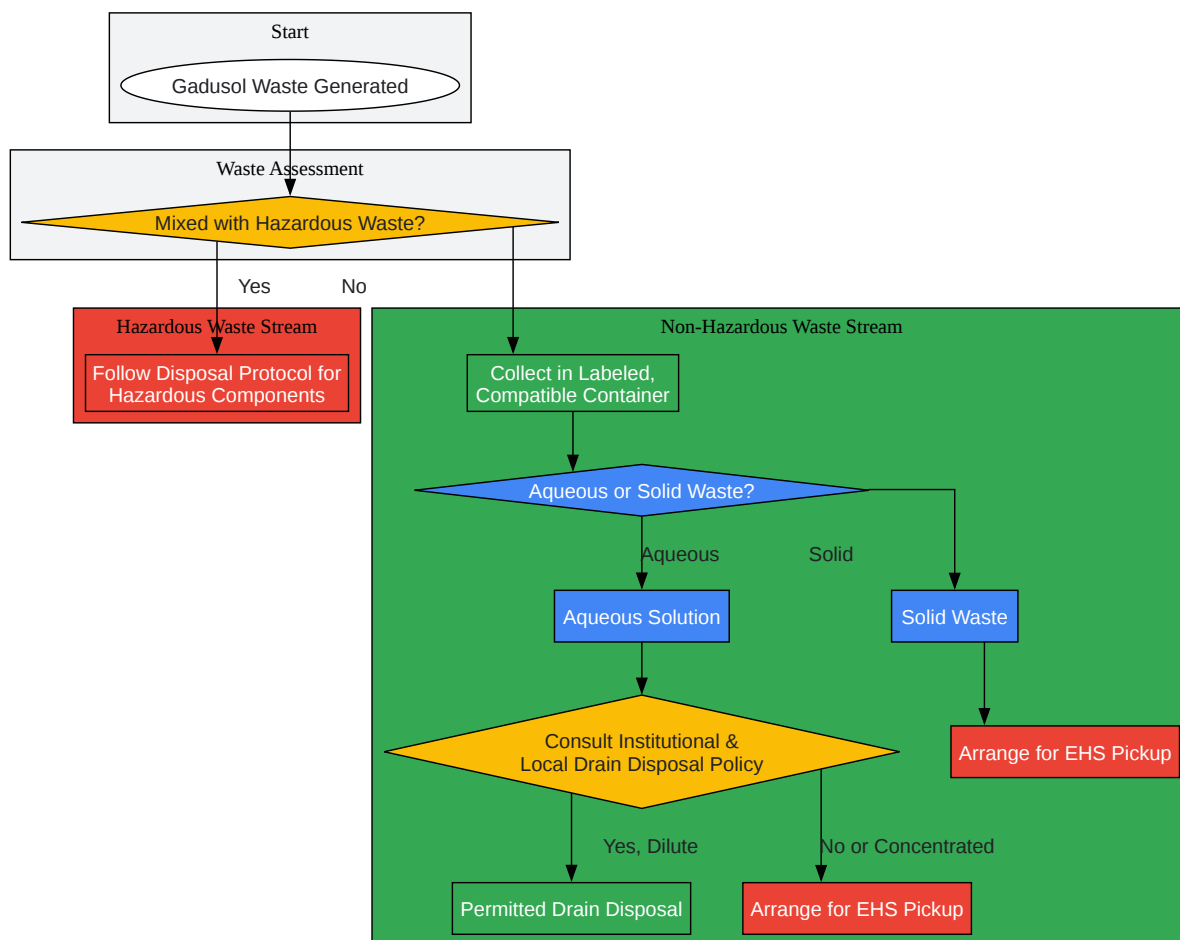 Start
Gadusol Waste Generated
Waste Assessment
Mixed with Hazardous Waste?
Yes
No
Hazardous Waste Stream
Follow Disposal Protocol for
Hazardous Components
Non-Hazardous Waste Stream
Collect in Labeled,
Compatible Container
Aqueous or Solid Waste?
Aqueous
Solid
Aqueous Solution
Solid Waste
Consult Institutional &
Local Drain Disposal Policy
Arrange for EHS Pickup
Yes, Dilute
No or Concentrated
Permitted Drain Disposal
Arrange for EHS Pickup